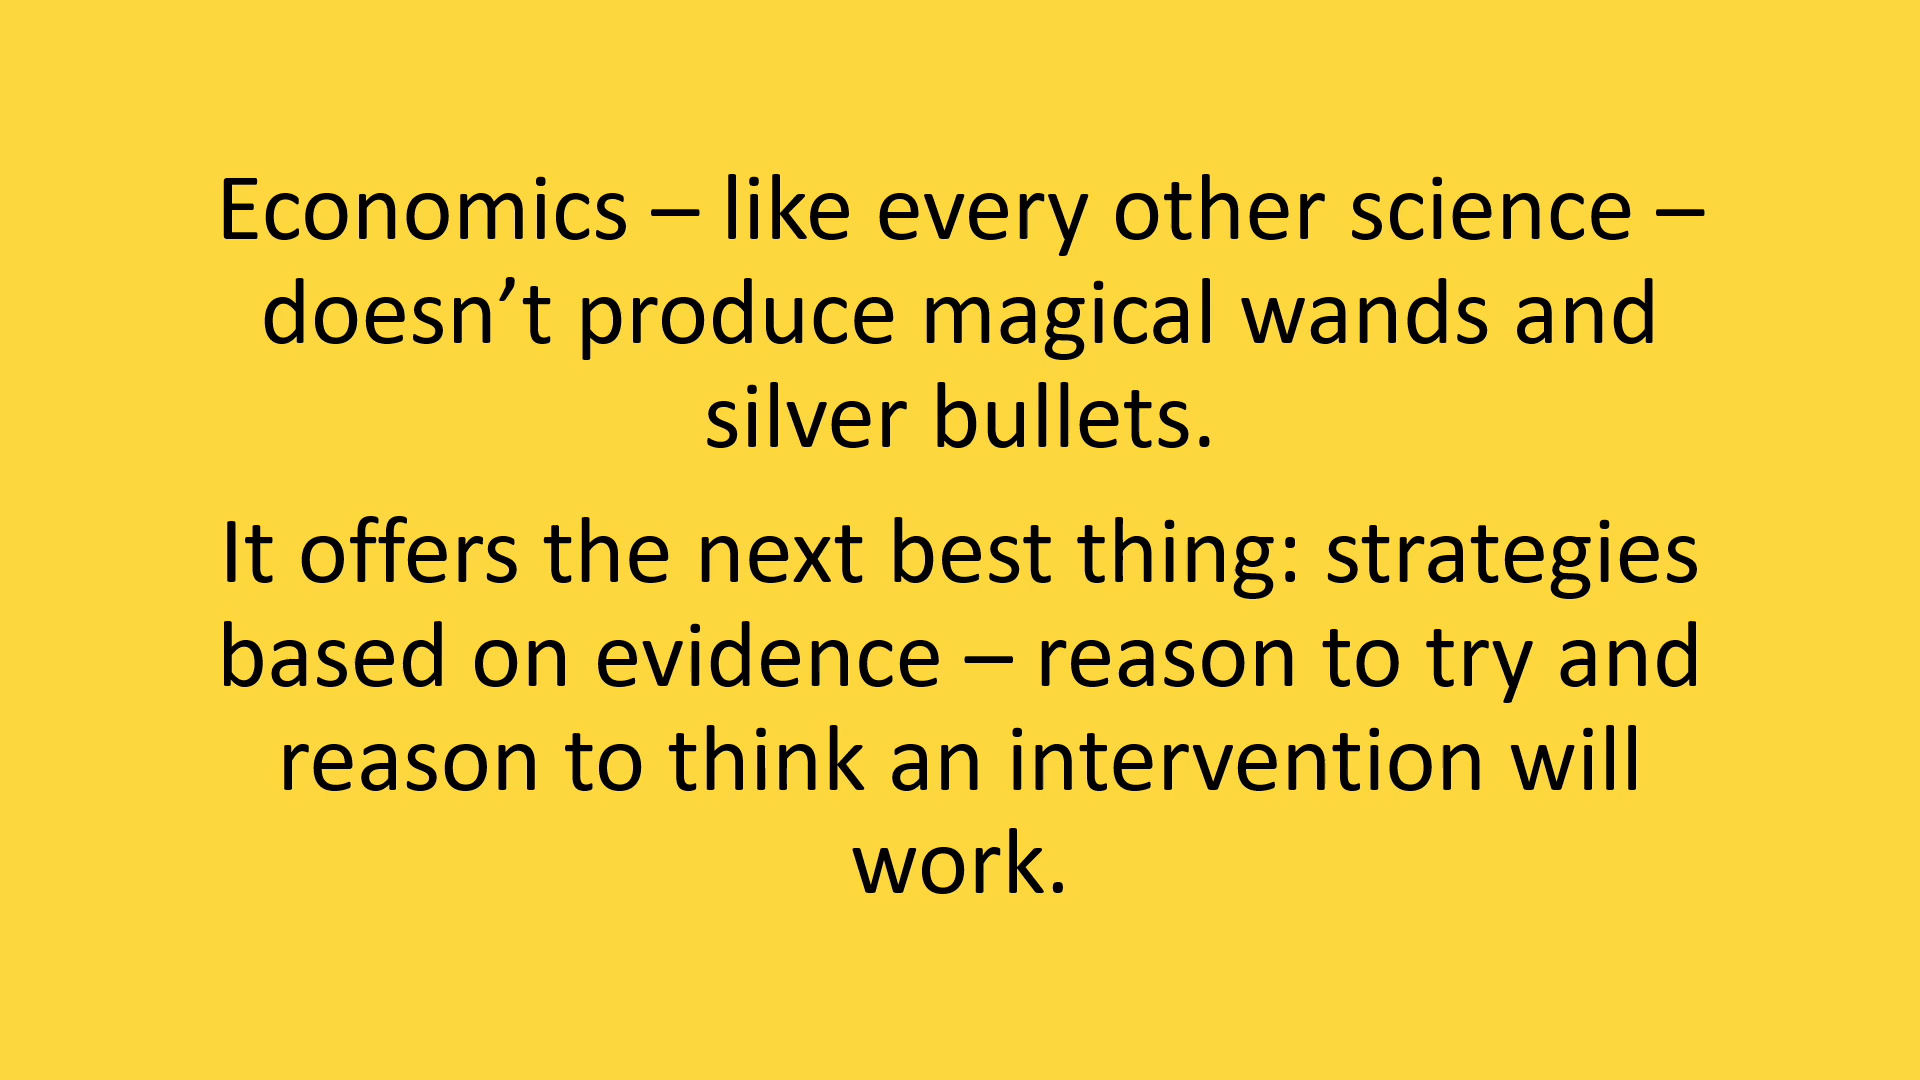 Economics – like every other science –
doesn’t produce magical wands and
silver bullets.
It offers the next best thing: strategies
based on evidence – reason to try and
reason to think an intervention will
work.